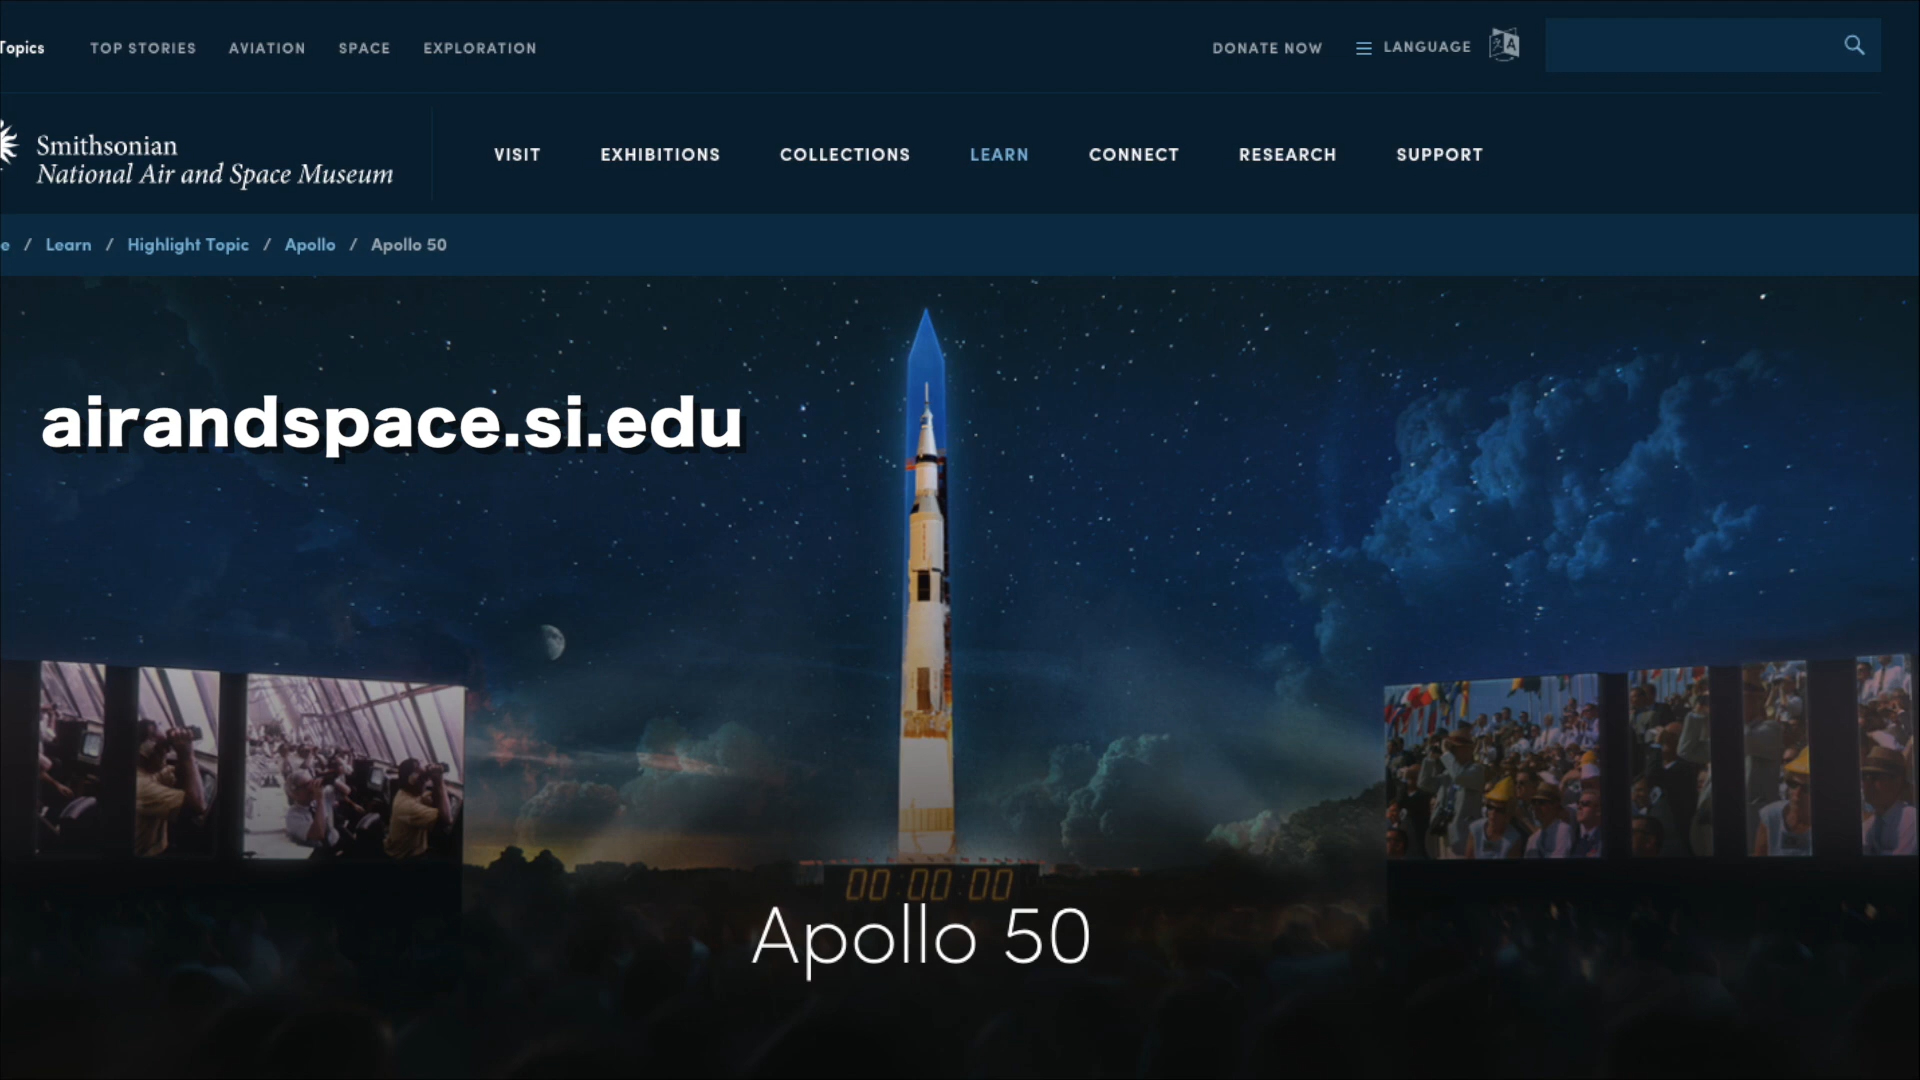 Topics TOP STORIES AVIATION SPACE EXPLORATION DONATE NOW LANGUAGE A
Smithsonian
National Air and Space Museum
VISIT EXHIBITIONS COLLECTIONS LEARN CONNECT RESEARCH SUPPORT
e / Learn / Highlight Topic / Apollo / Apollo 50
airandspace.si.edu
00:00:00
Apollo 50